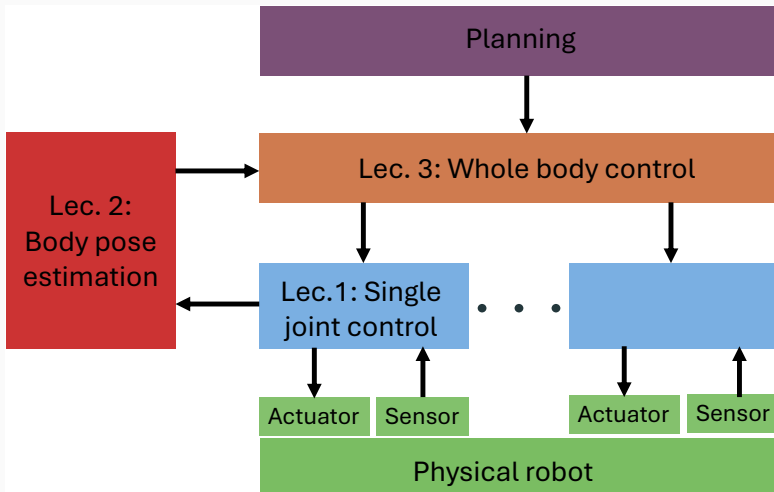 Planning
Lec. 3: Whole body control
Lec. 2:
Body pose
estimation
Lec.1: Single
joint control
. . .
Actuator
Sensor
Actuator
Sensor
Physical robot